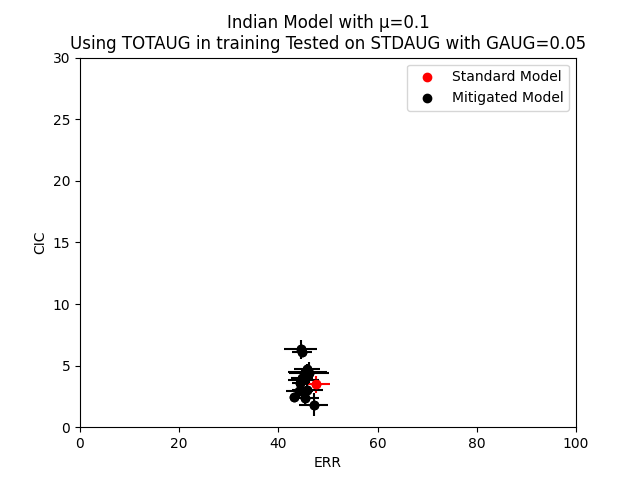 Indian Model with μ=0.1
Using TOTAUG in training Tested on STDAUG with GAUG=0.05
Standard Model
Mitigated Model
30
25
20
15
10
5
0
CIC
0 20 40 60 80 100
ERR